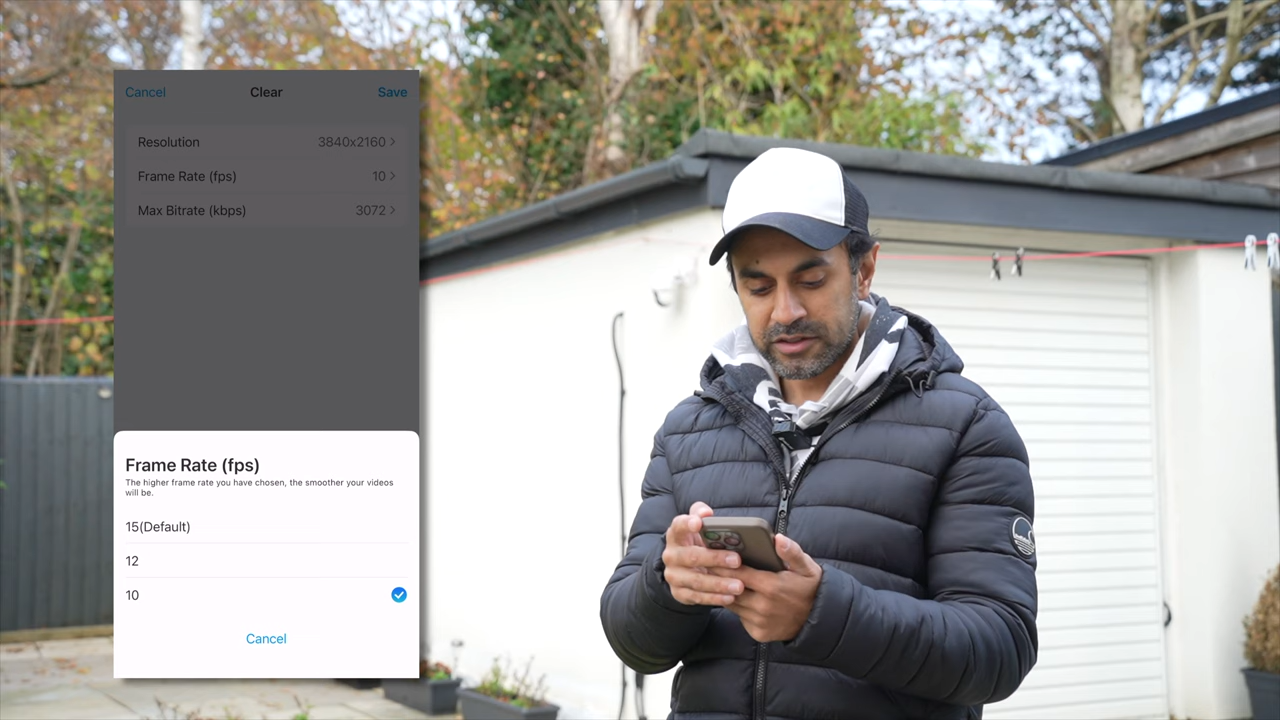 Cancel Clear Save
Resolution 3840x2160
Frame Rate (fps) 10
Max Bitrate (kbps) 3072
Frame Rate (fps)
The higher frame rate you have chosen, the smoother your videos
will be.
15(Default)
12
10
Cancel